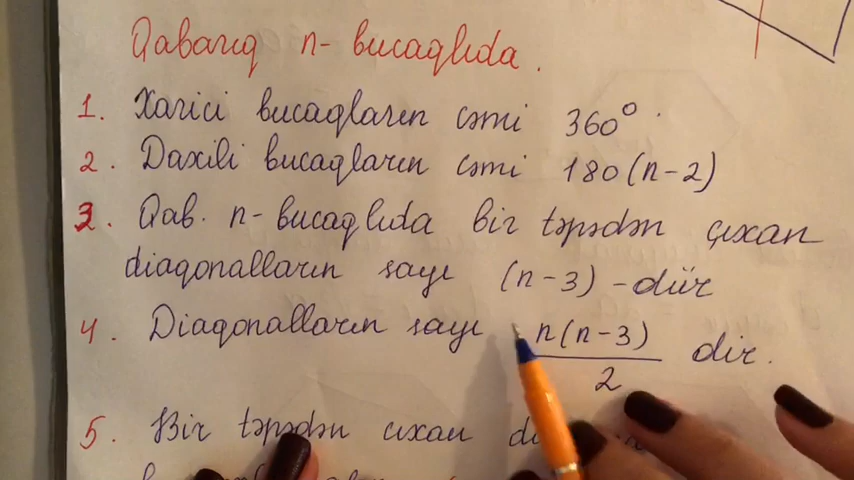 Qabarıq n-bucaqlıda.
1. Xarici bucaqların cəmi 360°.
2. Daxili bucaqların cəmi 180(n-2)
3. Qab. n-bucaqlıda bir təpədən çıxan
diaqonalların sayı (n-3)-dür
4. Diaqonalların sayı n(n-3)/2 dir.
5. Bir təpədən çıxan